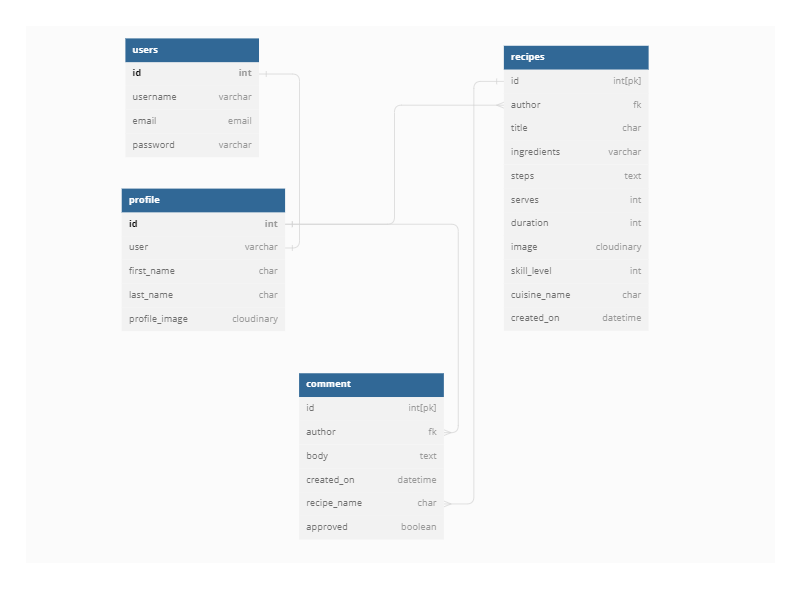 users
id int
username varchar
email email
password varchar
profile
id int
user varchar
first_name char
last_name char
profile_image cloudinary
recipes
id int[pk]
author fk
title char
ingredients varchar
steps text
serves int
duration int
image cloudinary
skill_level int
cuisine_name char
created_on datetime
comment
id int[pk]
author fk
body text
created_on datetime
recipe_name char
approved boolean